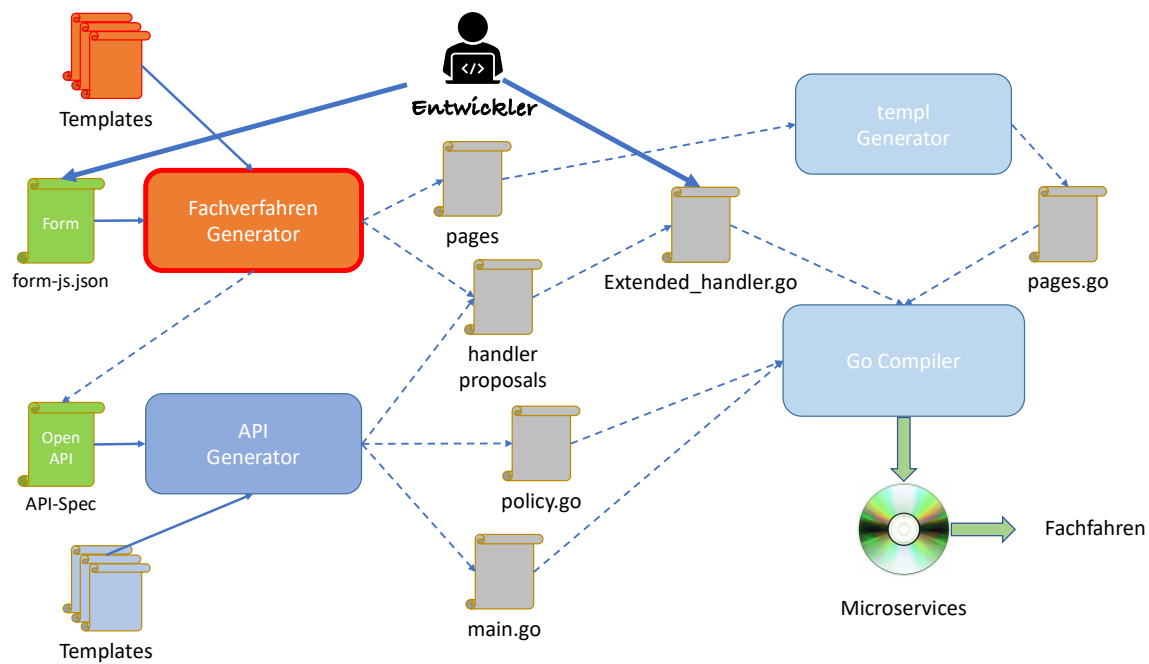 Templates
</>
Entwickler
templ
Generator
Form
form-js.json
Fachverfahren
Generator
pages
Extended_handler.go
pages.go
handler
proposals
Go Compiler
Open
API
API-Spec
API
Generator
policy.go
Fachfahren
Microservices
main.go
Templates